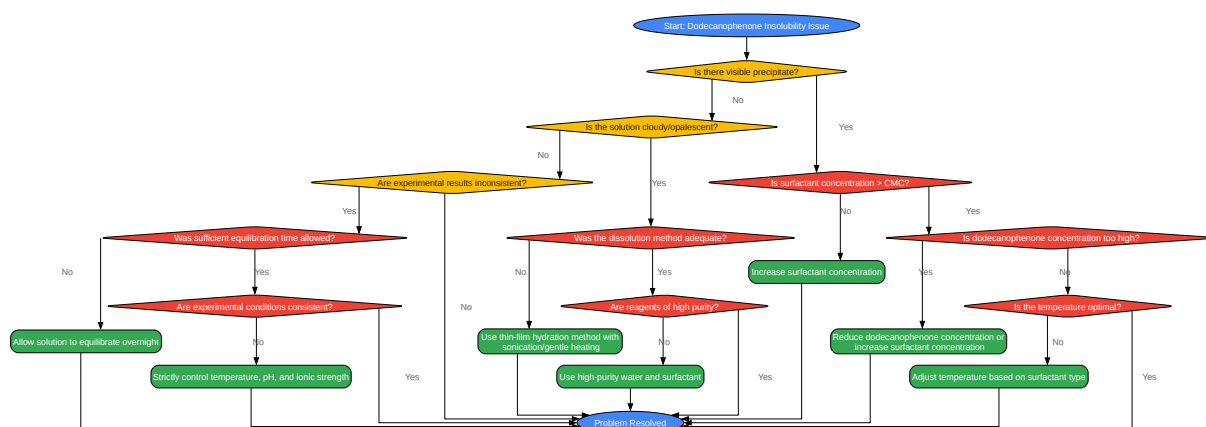 Start: Dodecanophenone Insolubility Issue
Is there visible precipitate?
No
Is the solution cloudy/opalescent?
Yes
No
Are experimental results inconsistent?
Yes
Is surfactant concentration > CMC?
Yes
No
Yes
Was sufficient equilibration time allowed?
Was the dissolution method adequate?
Is dodecanophenone concentration too high?
No
Yes
No
Yes
Increase surfactant concentration
Yes
No
Are experimental conditions consistent?
No
Are reagents of high purity?
Is the temperature optimal?
Allow solution to equilibrate overnight
No
Use thin-film hydration method with
sonication/gentle heating
No
Reduce dodecanophenone concentration or
increase surfactant concentration
No
Strictly control temperature, pH, and ionic strength
Yes
Use high-purity water and surfactant
Yes
Adjust temperature based on surfactant type
Yes
Problem Resolved